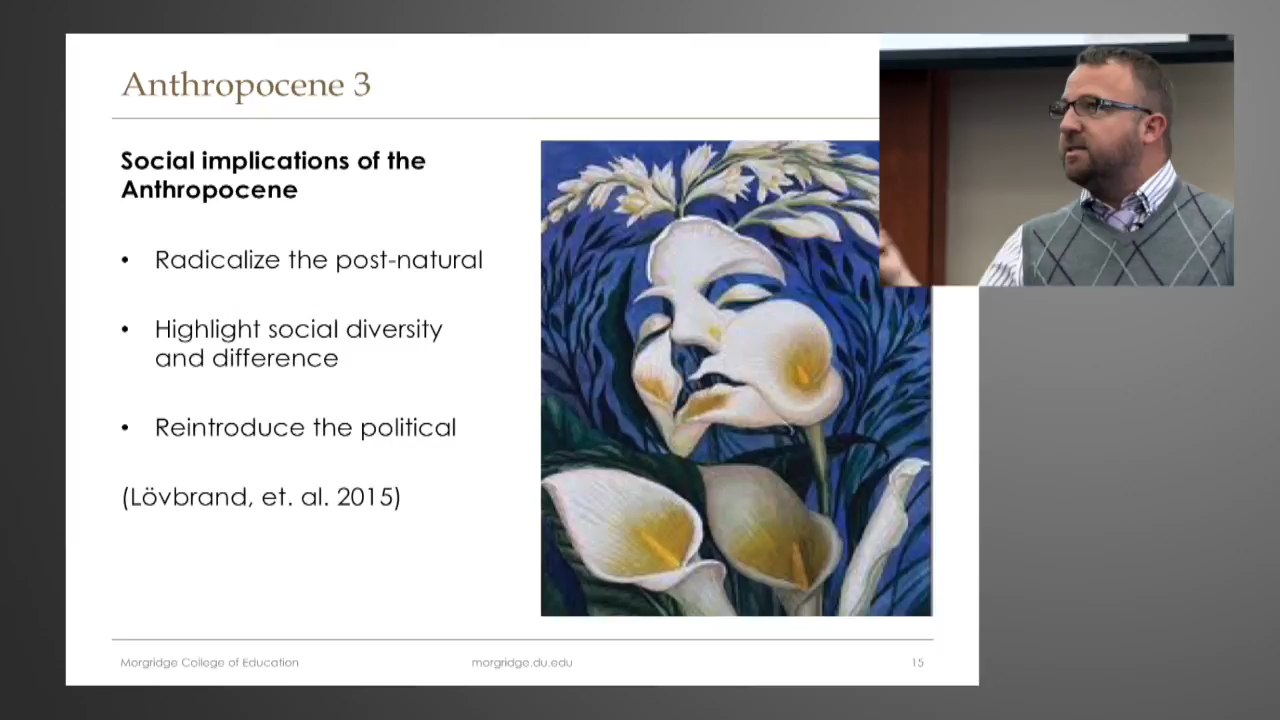 Anthropocene 3
Social implications of the
Anthropocene
• Radicalize the post-natural
• Highlight social diversity
and difference
• Reintroduce the political
(Lövbrand, et. al. 2015)
Morgridge College of Education
morgridge.du.edu
15